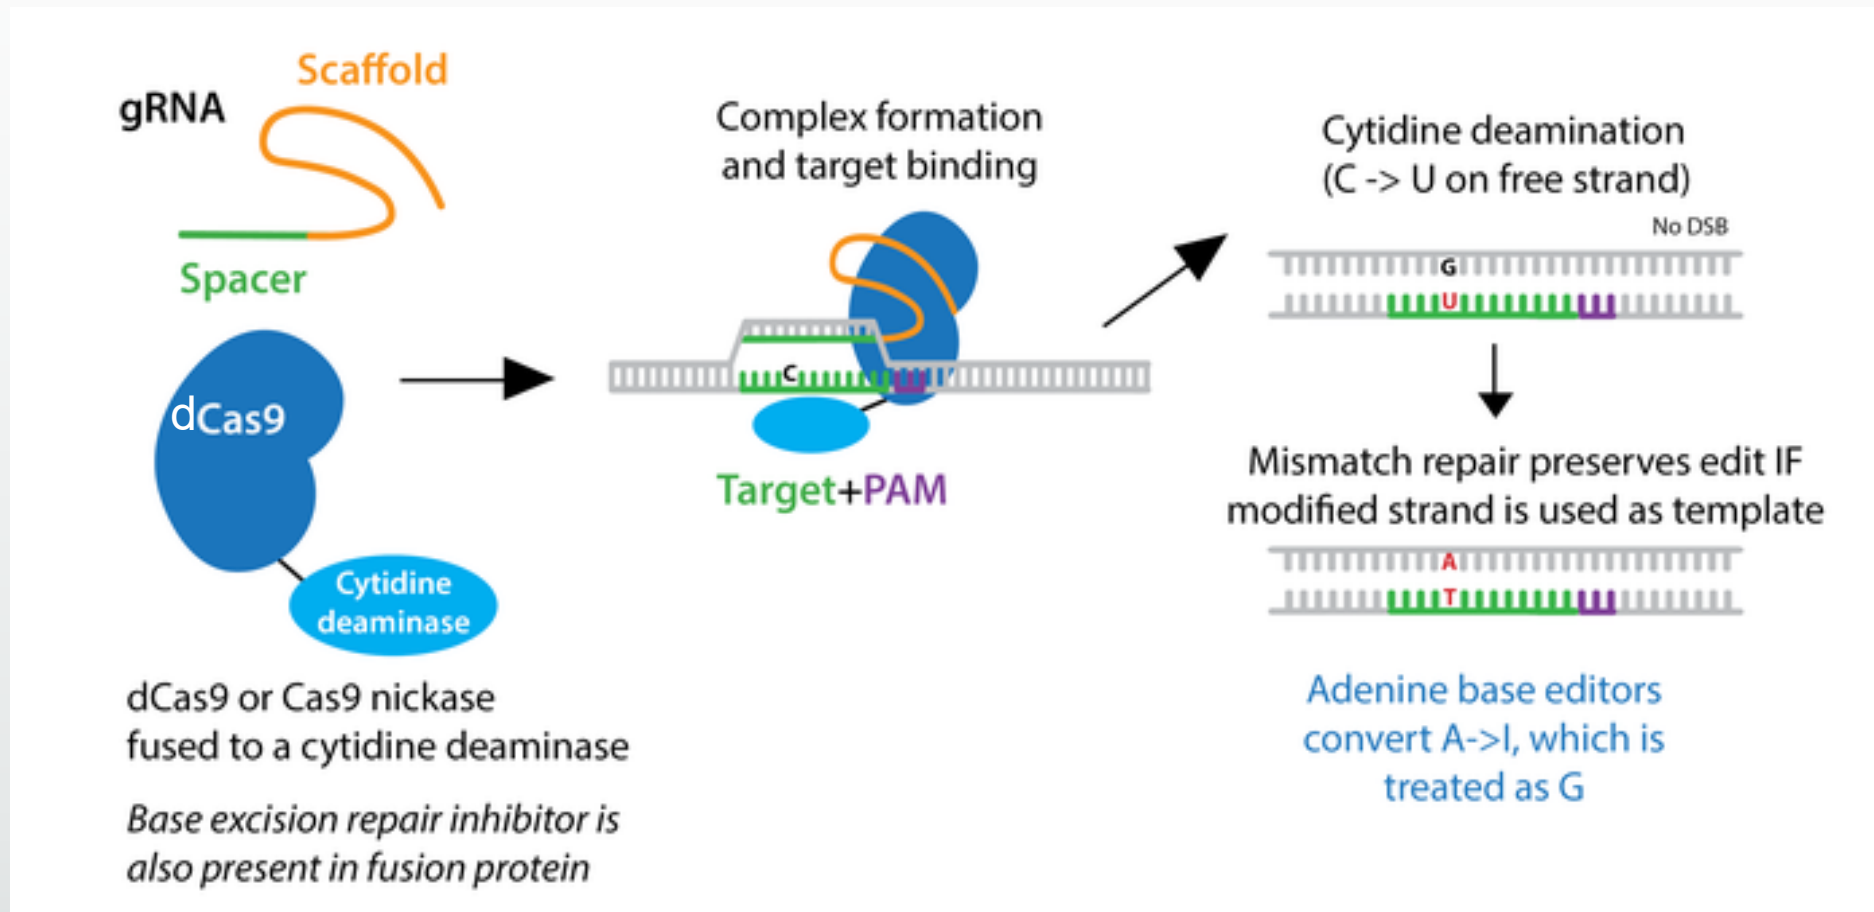 gRNA
Scaffold
Spacer
dCas9
Cytidine
deaminase
dCas9 or Cas9 nickase
fused to a cytidine deaminase
Base excision repair inhibitor is
also present in fusion protein
Complex formation
and target binding
C
Target+PAM
Cytidine deamination
(C -> U on free strand)
No DSB
G
U
Mismatch repair preserves edit IF
modified strand is used as template
A
T
Adenine base editors
convert A->I, which is
treated as G